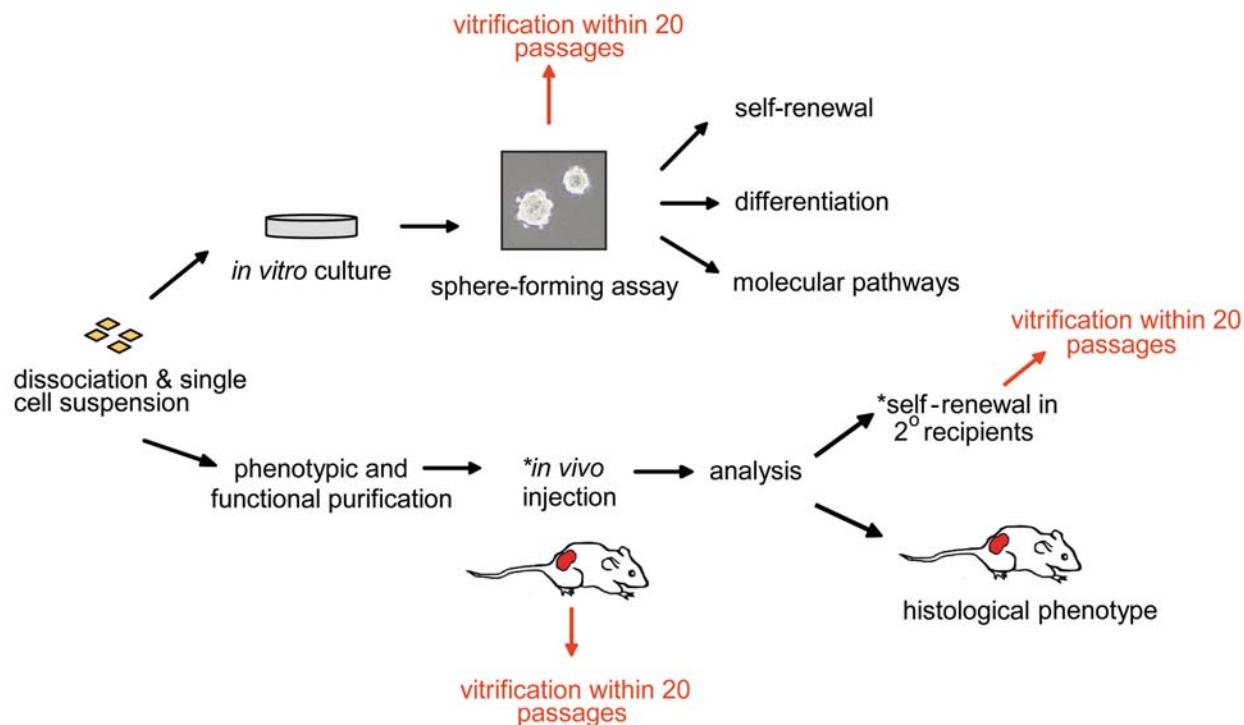 vitrification within 20
passages
self-renewal
differentiation
molecular pathways
in vitro culture
sphere-forming assay
dissociation & single
cell suspension
phenotypic and
functional purification
*in vivo
injection
analysis
*self-renewal in
2° recipients
vitrification within 20
passages
histological phenotype
vitrification within 20
passages